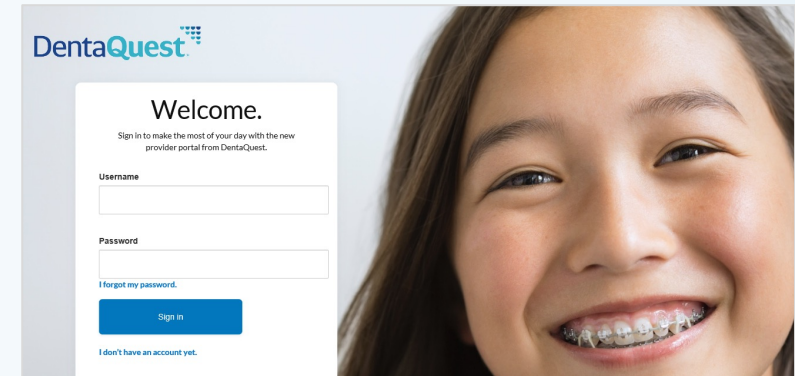 DentaQuest
Welcome.
Sign in to make the most of your day with the new
provider portal from DentaQuest.
Username
Password
I forgot my password.
Sign in
I don't have an account yet.